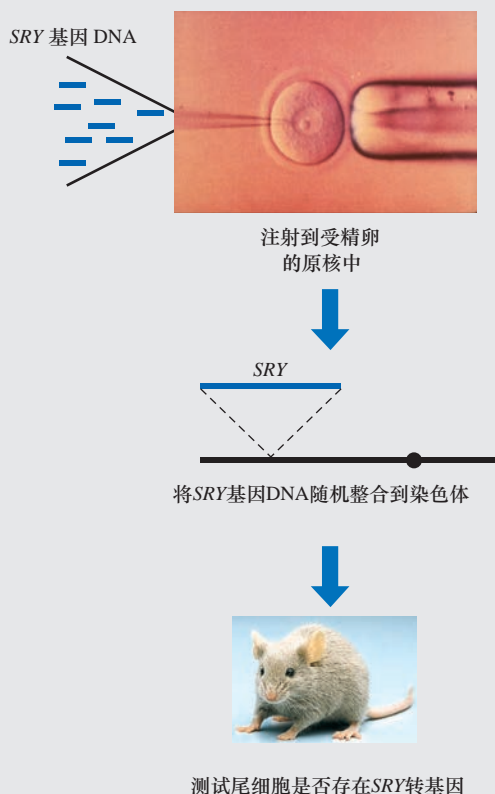 SRY 基因 DNA
注射到受精卵
的原核中
SRY
将SRY基因DNA随机整合到染色体
测试尾细胞是否存在SRY转基因